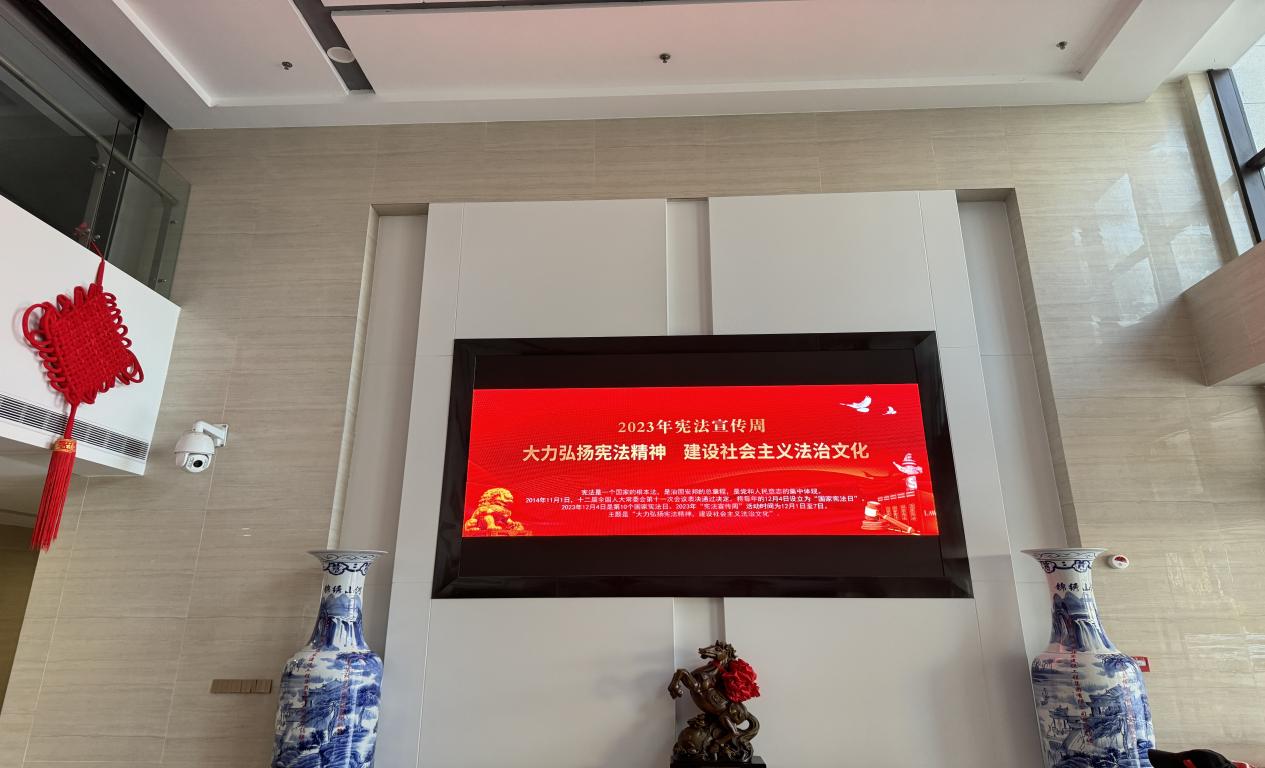 2023年宪法宣传周
大力弘扬宪法精神 建设社会主义法治文化
宪法是一个国家的根本法，是治国安邦的总章程，是党和人民意志的集中体现。
2014年11月1日，十二届全国人大常委会第十一次会议表决通过决定，将每年的12月4日设立为“国家宪法日”
2023年12月4日是第10个国家宪法日，2023年“宪法宣传周”活动时间为12月1日至7日。
主题是“大力弘扬宪法精神，建设社会主义法治文化”。
LAW
锦绣山河
锦绣山